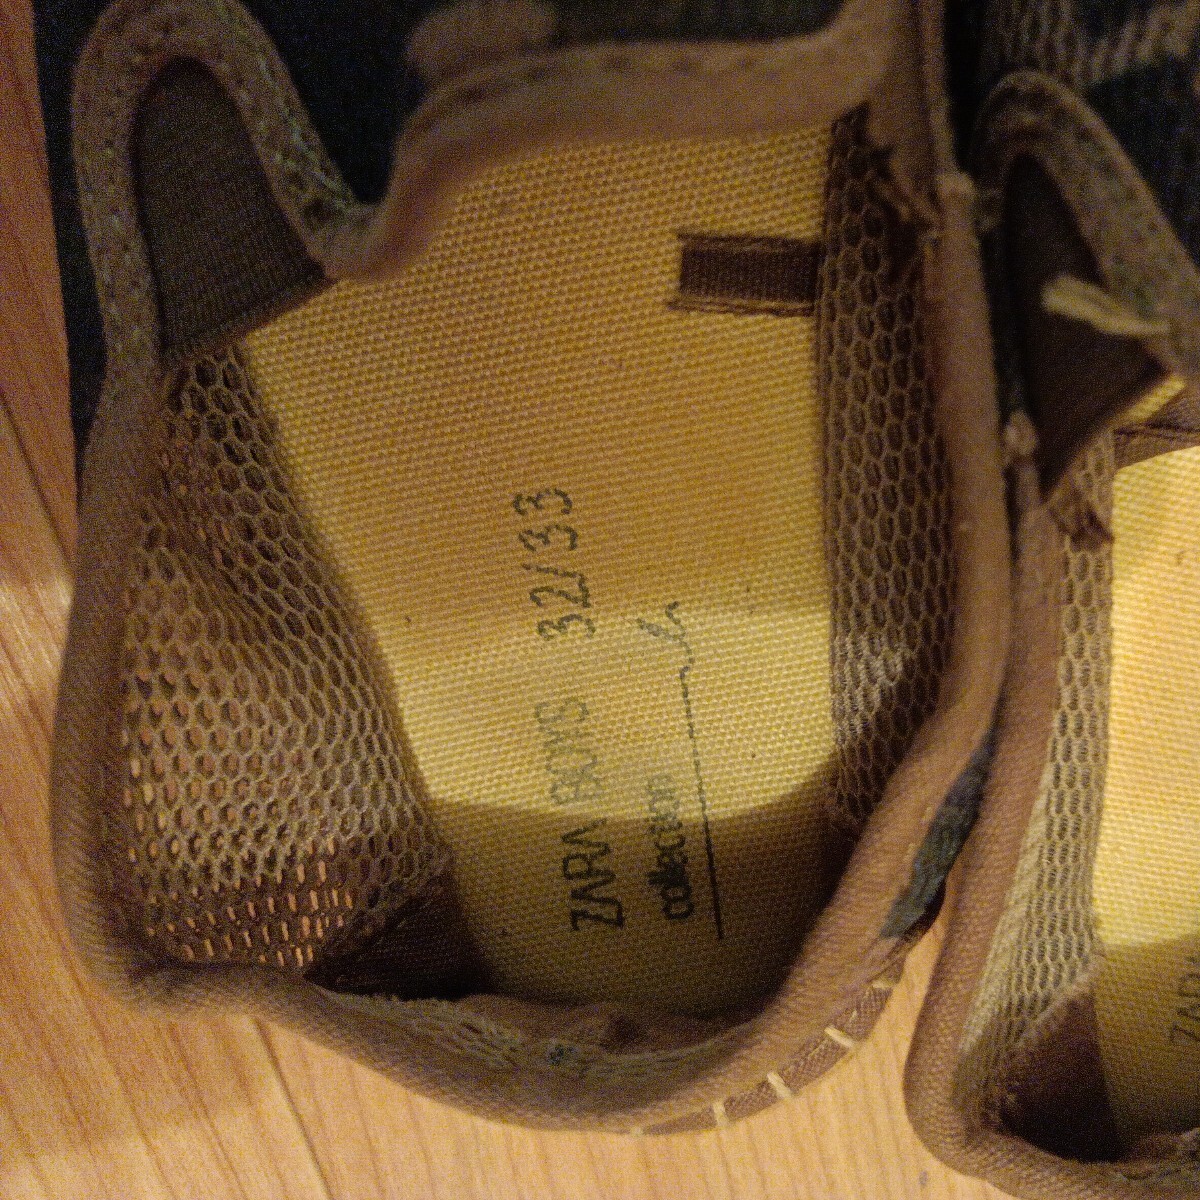 ZARA BOYS 32/33
collection